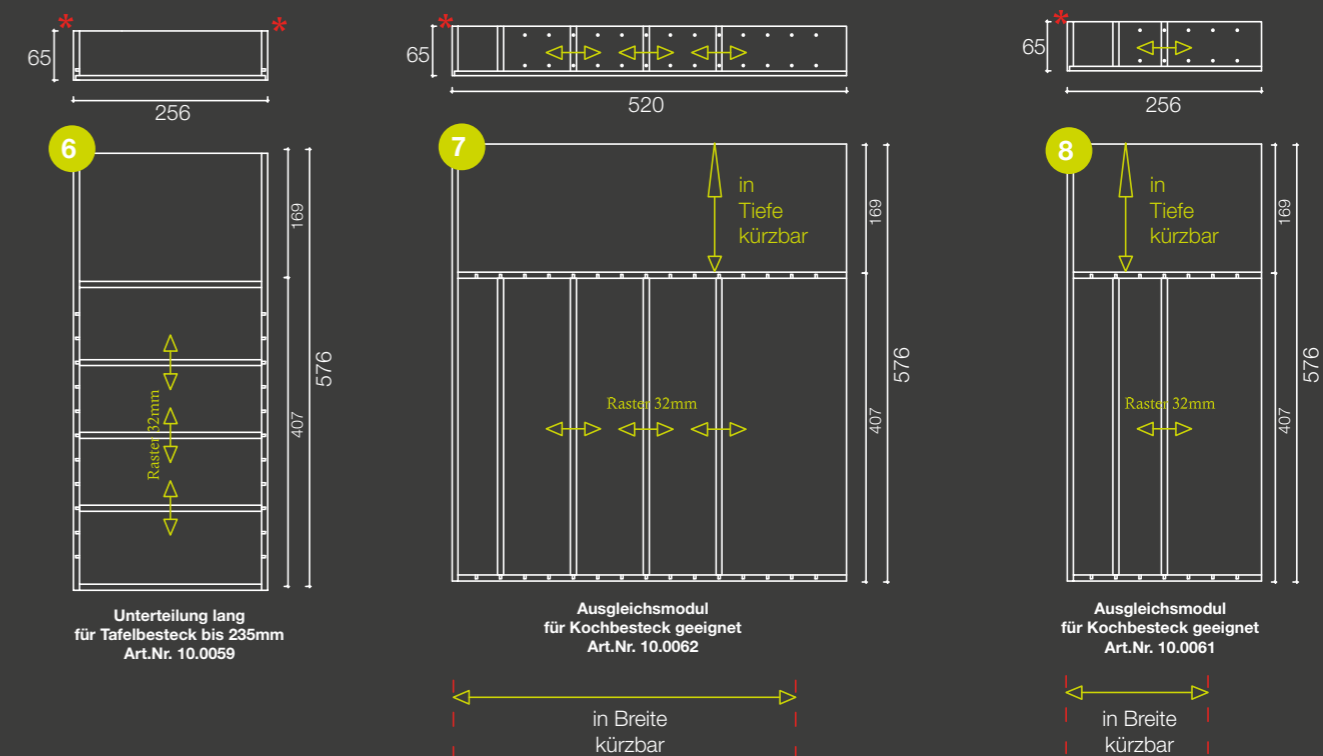 *
*
65
256
6
169
576
407
Raster 32mm
Unterteilung lang
für Tafelbesteck bis 235mm
Art.Nr. 10.0059
*
65
520
7
in
Tiefe
kürzbar
169
576
407
Raster 32mm
Ausgleichsmodul
für Kochbesteck geeignet
Art.Nr. 10.0062
in Breite
kürzbar
*
65
256
8
in
Tiefe
kürzbar
169
576
407
Raster 32mm
Ausgleichsmodul
für Kochbesteck geeignet
Art.Nr. 10.0061
in Breite
kürzbar